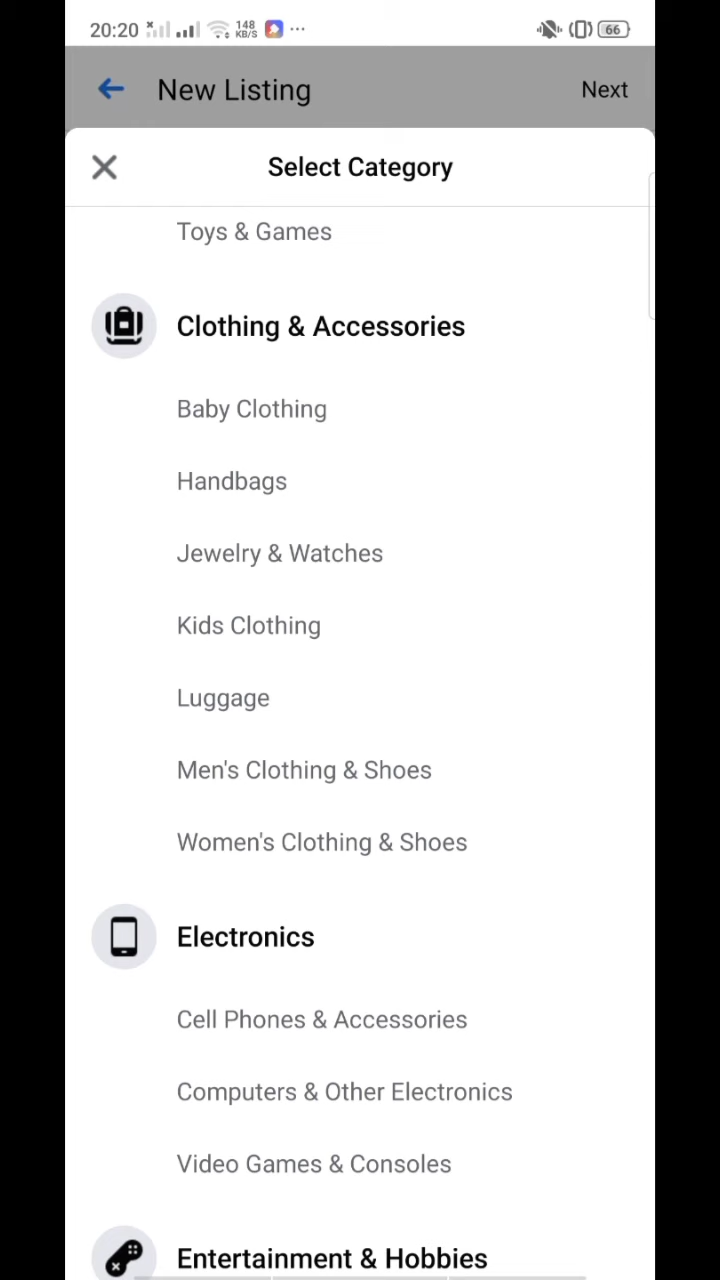 20:20 148 KB/S 66
New Listing Next
Select Category
Toys & Games
Clothing & Accessories
Baby Clothing
Handbags
Jewelry & Watches
Kids Clothing
Luggage
Men's Clothing & Shoes
Women's Clothing & Shoes
Electronics
Cell Phones & Accessories
Computers & Other Electronics
Video Games & Consoles
Entertainment & Hobbies